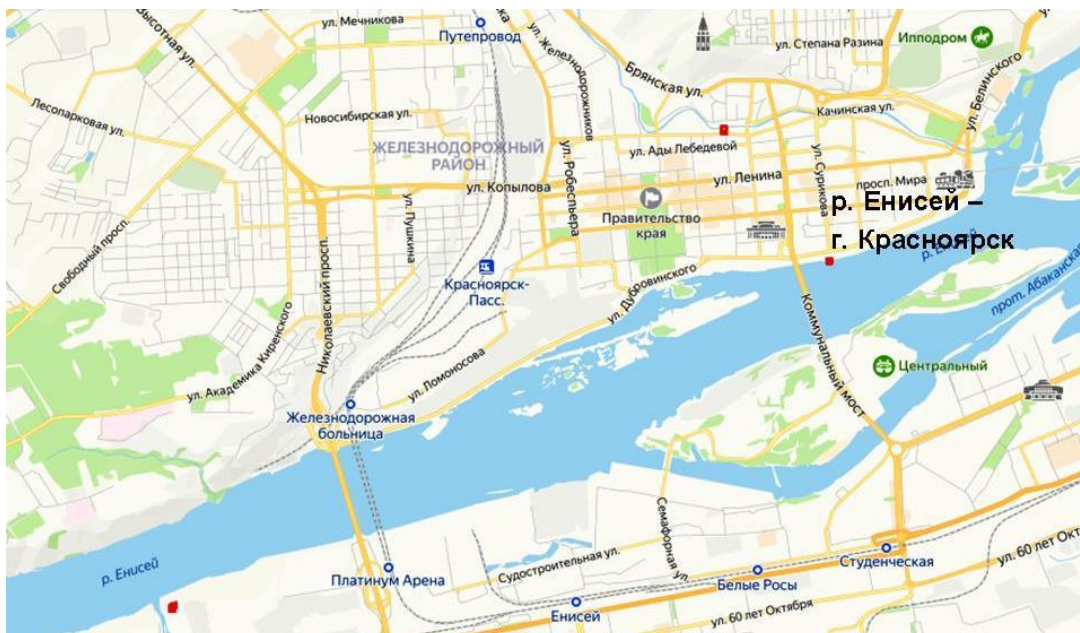 ул. Мечникова
Путепровод
ул. Железнодорожников
Высотная ул.
ул. Степана Разина
Ипподром
Брянская ул.
ул. Белинского
Лесопарковая ул.
Новосибирская ул.
Качинская ул.
ЖЕЛЕЗНОДОРОЖНЫЙ
РАЙОН
ул. Ады Лебедевой
ул. Робеспьера
ул. Сурикова
ул. Копылова
ул. Ленина
просп. Мира
ул. Пушкина
Правительство
края
р. Енисей –
г. Красноярск
р. Енисей
Свободный просп.
Николаевский просп.
Красноярск-
Пасс.
ул. Дубровинского
прот. Абаканская
Коммунальный мост
ул. Академика Киренского
ул. Ломоносова
Центральный
Железнодорожная
больница
р. Енисей
Семафорная ул.
Платинум Арена
Судостроительная ул.
Белые Росы
Студенческая
ул. 60 лет Окт
Енисей
ул. 60 лет Октября